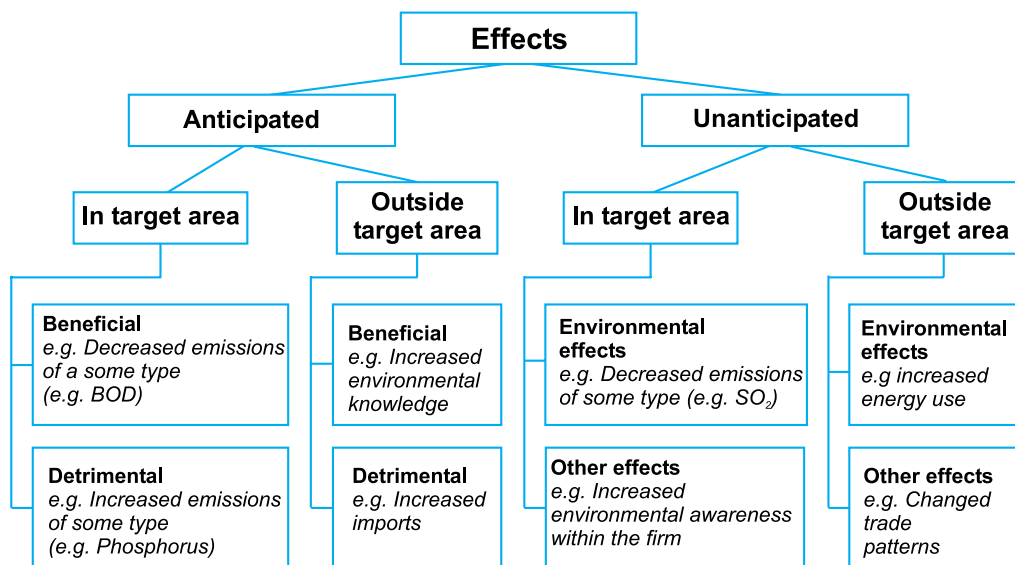 Effects
Anticipated
Unanticipated
In target area
Outside
target area
In target area
Outside
target area
Beneficial
e.g. Decreased emissions
of a some type
(e.g. BOD)
Beneficial
e.g. Increased
environmental
knowledge
Environmental
effects
e.g. Decreased emissions
of some type (e.g. SO₂)
Environmental
effects
e.g increased
energy use
Detrimental
e.g. Increased emissions
of some type
(e.g. Phosphorus)
Detrimental
e.g. Increased
imports
Other effects
e.g. Increased
environmental awareness
within the firm
Other effects
e.g. Changed
trade
patterns